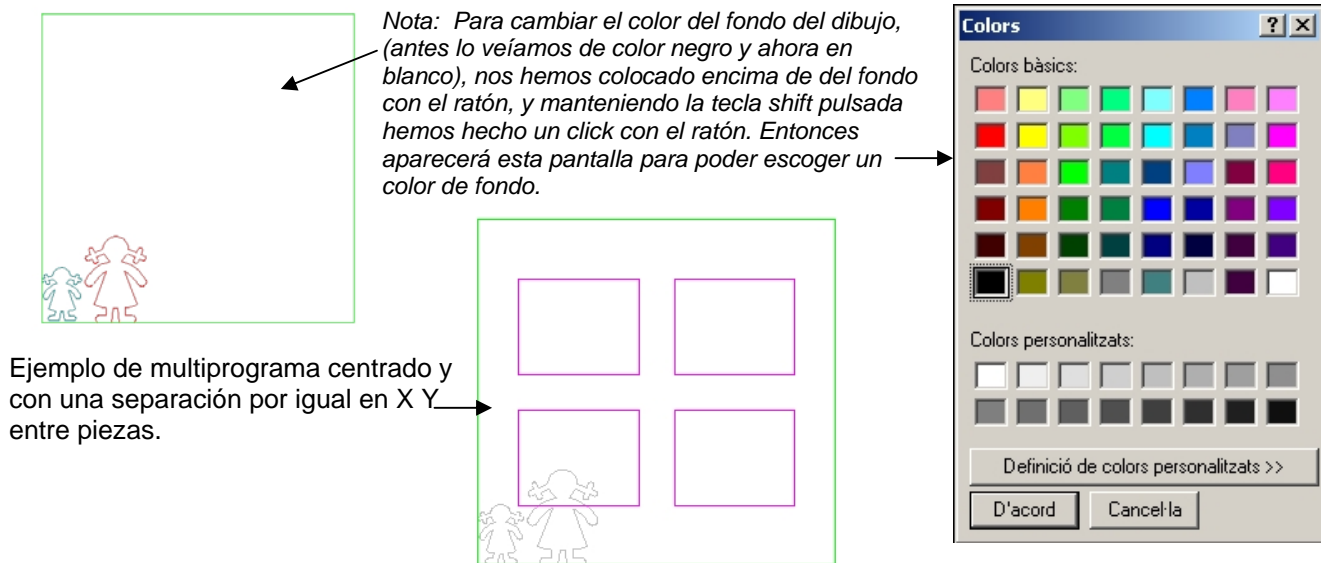 Nota: Para cambiar el color del fondo del dibujo,
(antes lo veíamos de color negro y ahora en
blanco), nos hemos colocado encima de del fondo
con el ratón, y manteniendo la tecla shift pulsada
hemos hecho un click con el ratón. Entonces
aparecerá esta pantalla para poder escoger un
color de fondo.
Ejemplo de multiprograma centrado y
con una separación por igual en X Y
entre piezas.
Colors
Colors bàsics:
Colors personalitzats:
Definició de colors personalitzats >>
D'acord
Cancel·la